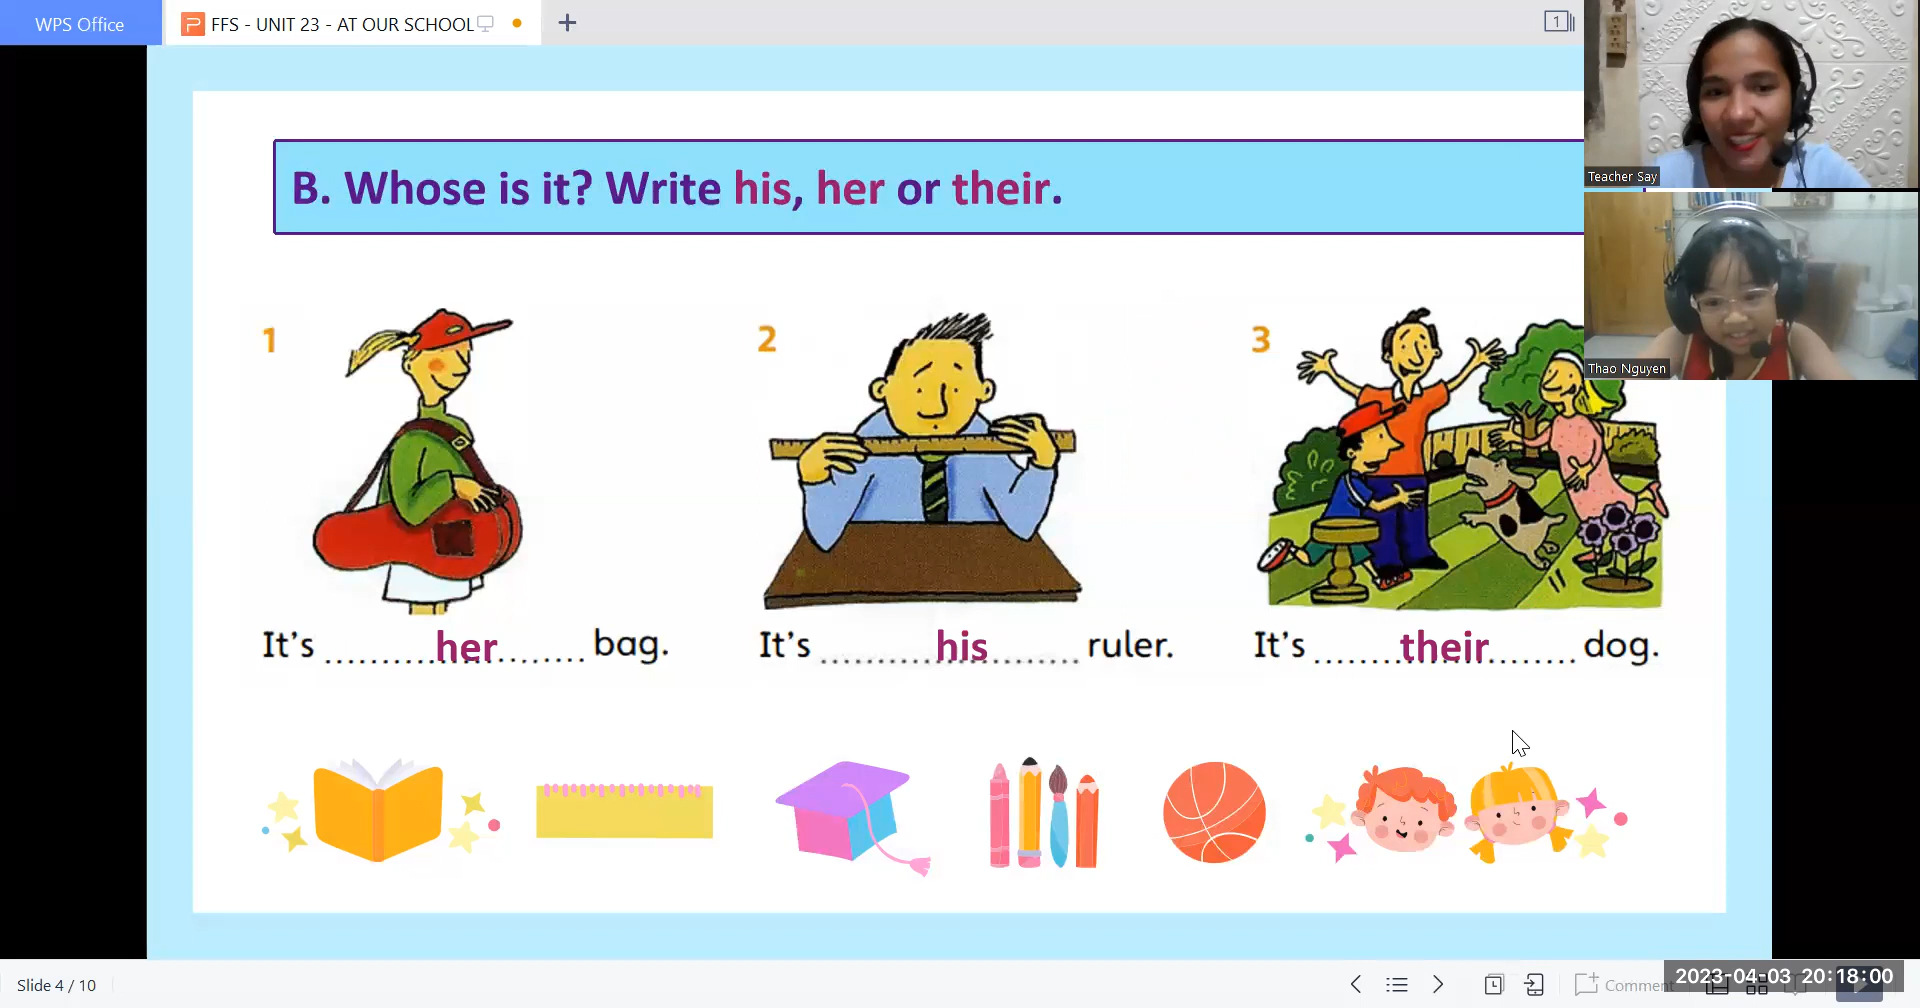 WPS Office
FFS - UNIT 23 - AT OUR SCHOOL
1
Teacher Say
B. Whose is it? Write his, her or their.
Thao Nguyen
1
2
3
It's ..........her.......... bag.
It's ..........his.......... ruler.
It's ..........their.......... dog.
Slide 4 / 10
Comment
2023-04-03 20:18:00